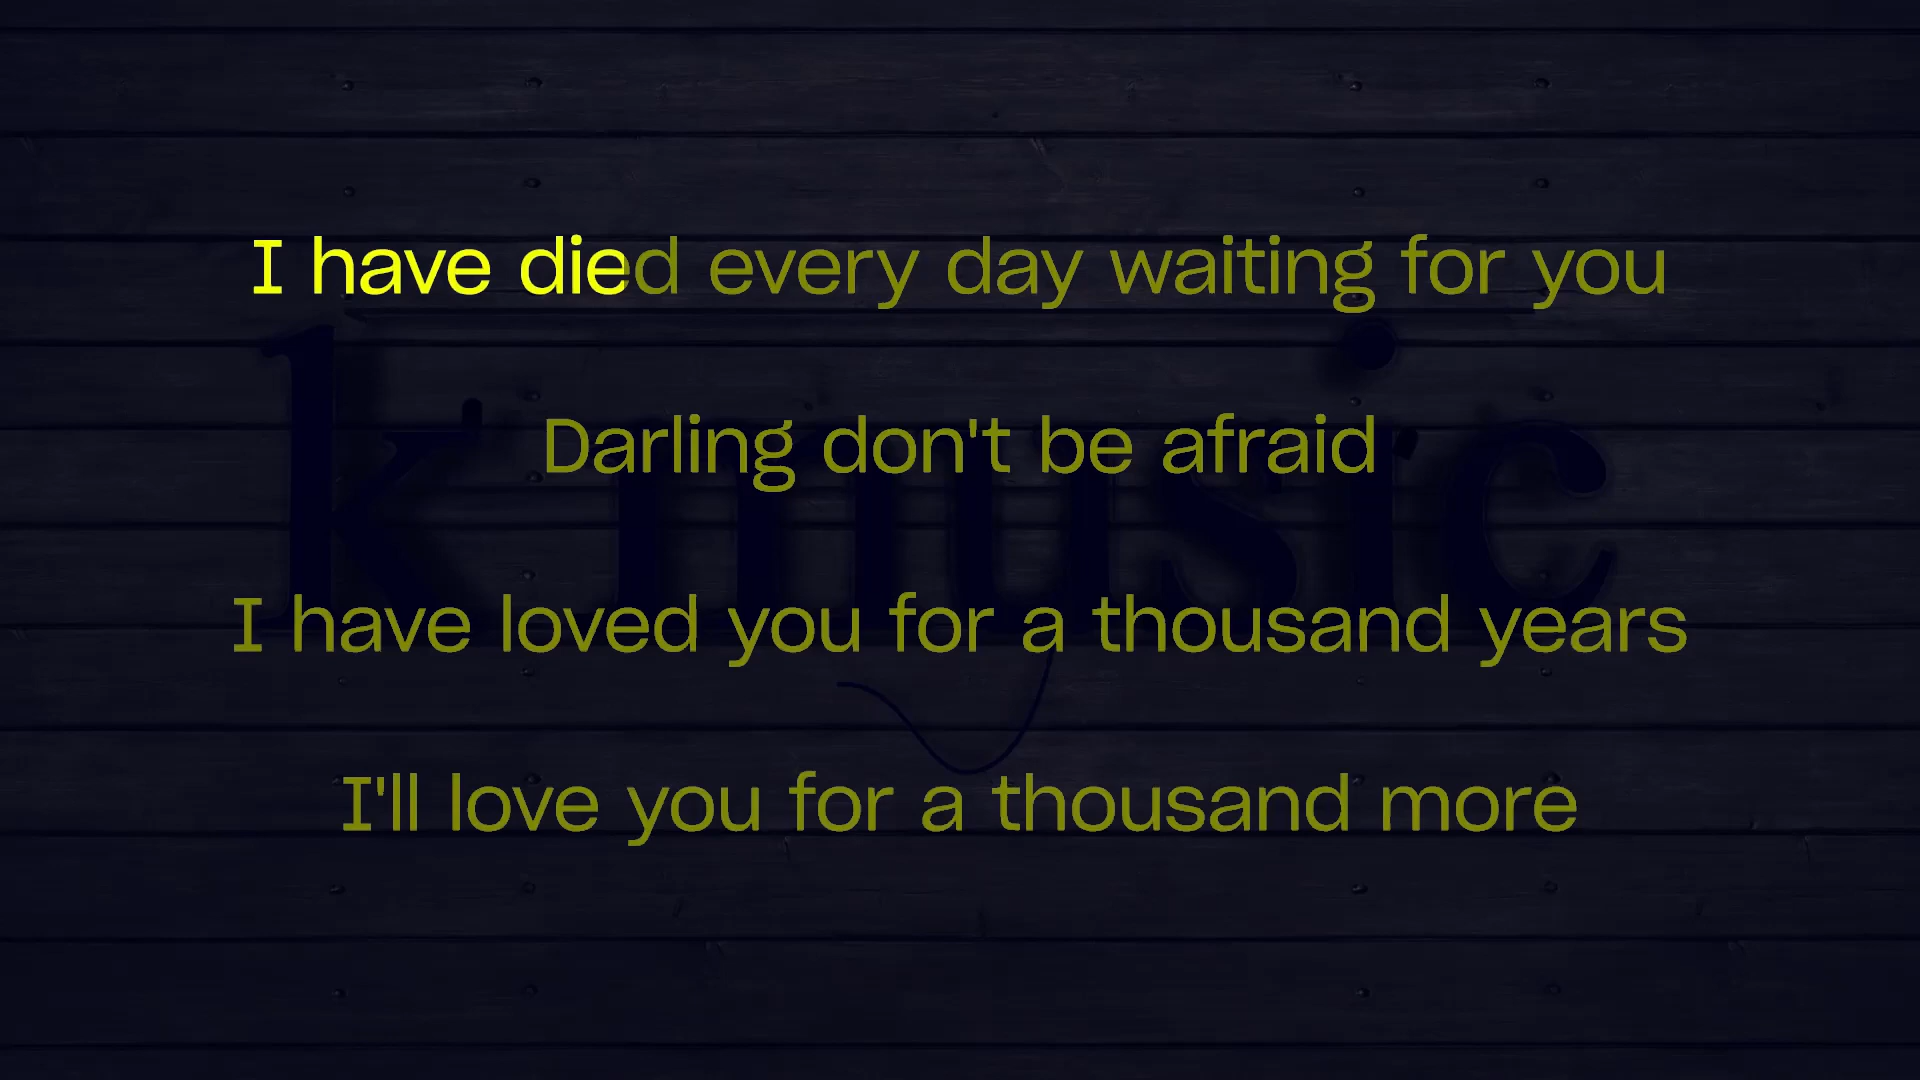 I have died every day waiting for you
Darling don't be afraid
k music
I have loved you for a thousand years
I'll love you for a thousand more